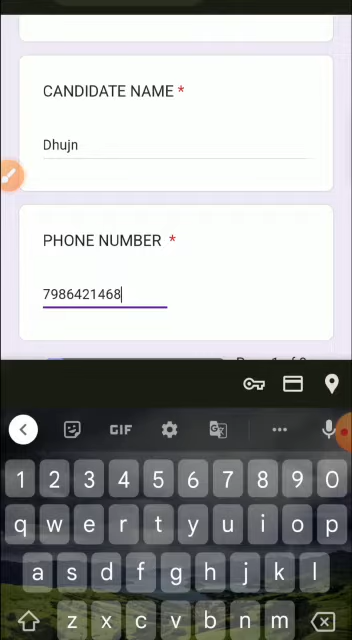 CANDIDATE NAME *
Dhujn
PHONE NUMBER *
7986421468
GIF
1 2 3 4 5 6 7 8 9 0
q w e r t y u i o p
a s d f g h j k l
z x c v b n m